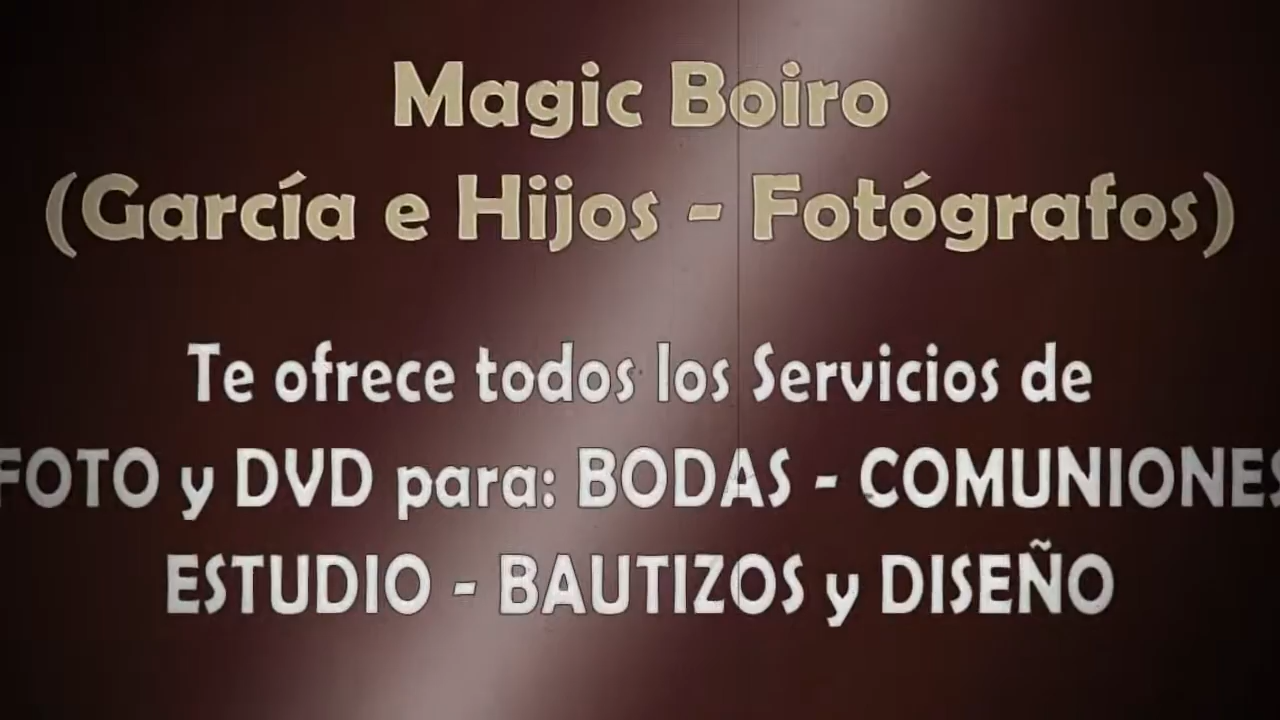 Magic Boiro
(García e Hijos - Fotógrafos)
Te ofrece todos los Servicios de
FOTO y DVD para: BODAS - COMUNIONES
ESTUDIO - BAUTIZOS y DISEÑO